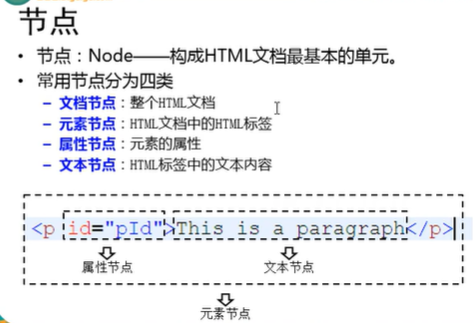 节点
• 节点：Node——构成HTML文档最基本的单元。
• 常用节点分为四类
– 文档节点：整个HTML文档
– 元素节点：HTML文档中的HTML标签
– 属性节点：元素的属性
– 文本节点：HTML标签中的文本内容
<p id="pId">This is a paragraph</p>
属性节点 文本节点
元素节点